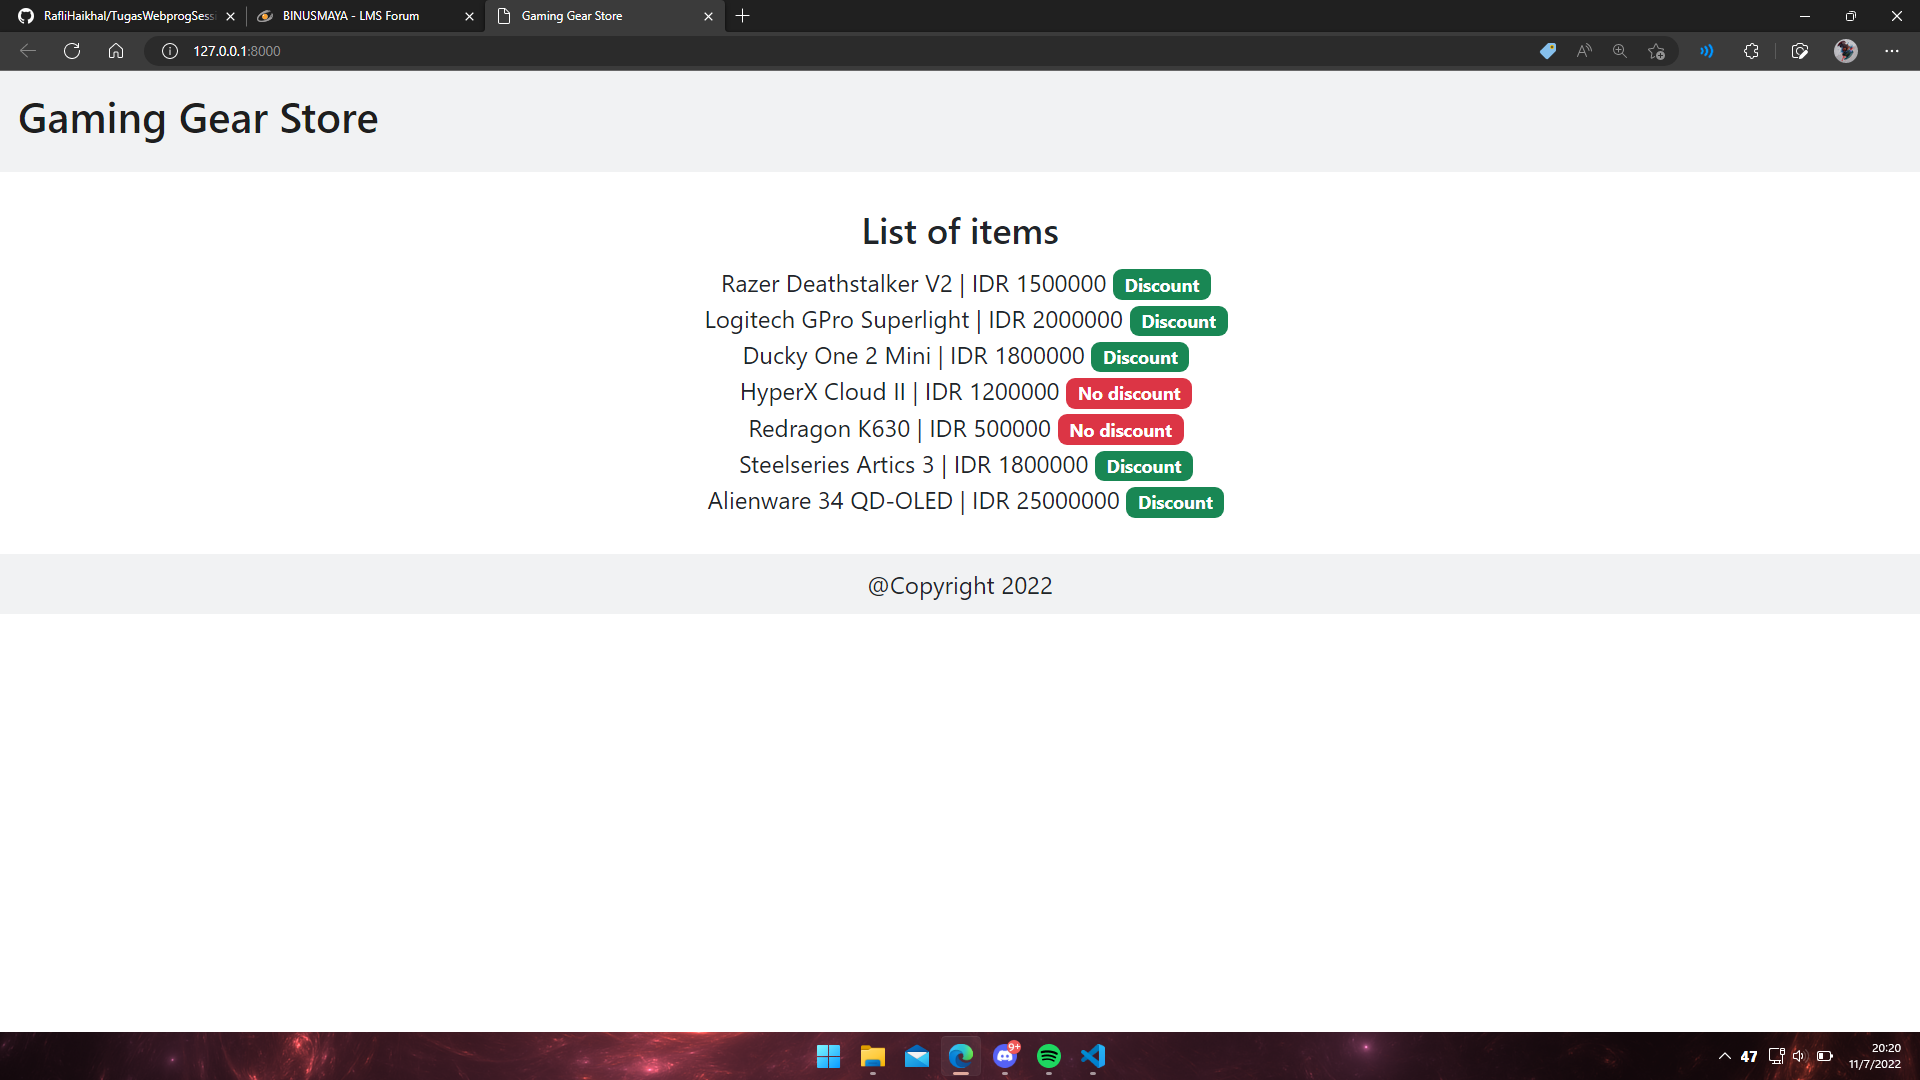 RafliHaikhal/TugasWebprogSessi
BINUSMAYA - LMS Forum
Gaming Gear Store
127.0.0.1:8000
Gaming Gear Store
List of items
Razer Deathstalker V2 | IDR 1500000 Discount
Logitech GPro Superlight | IDR 2000000 Discount
Ducky One 2 Mini | IDR 1800000 Discount
HyperX Cloud II | IDR 1200000 No discount
Redragon K630 | IDR 500000 No discount
Steelseries Artics 3 | IDR 1800000 Discount
Alienware 34 QD-OLED | IDR 25000000 Discount
@Copyright 2022
9+
47
20:20
11/7/2022